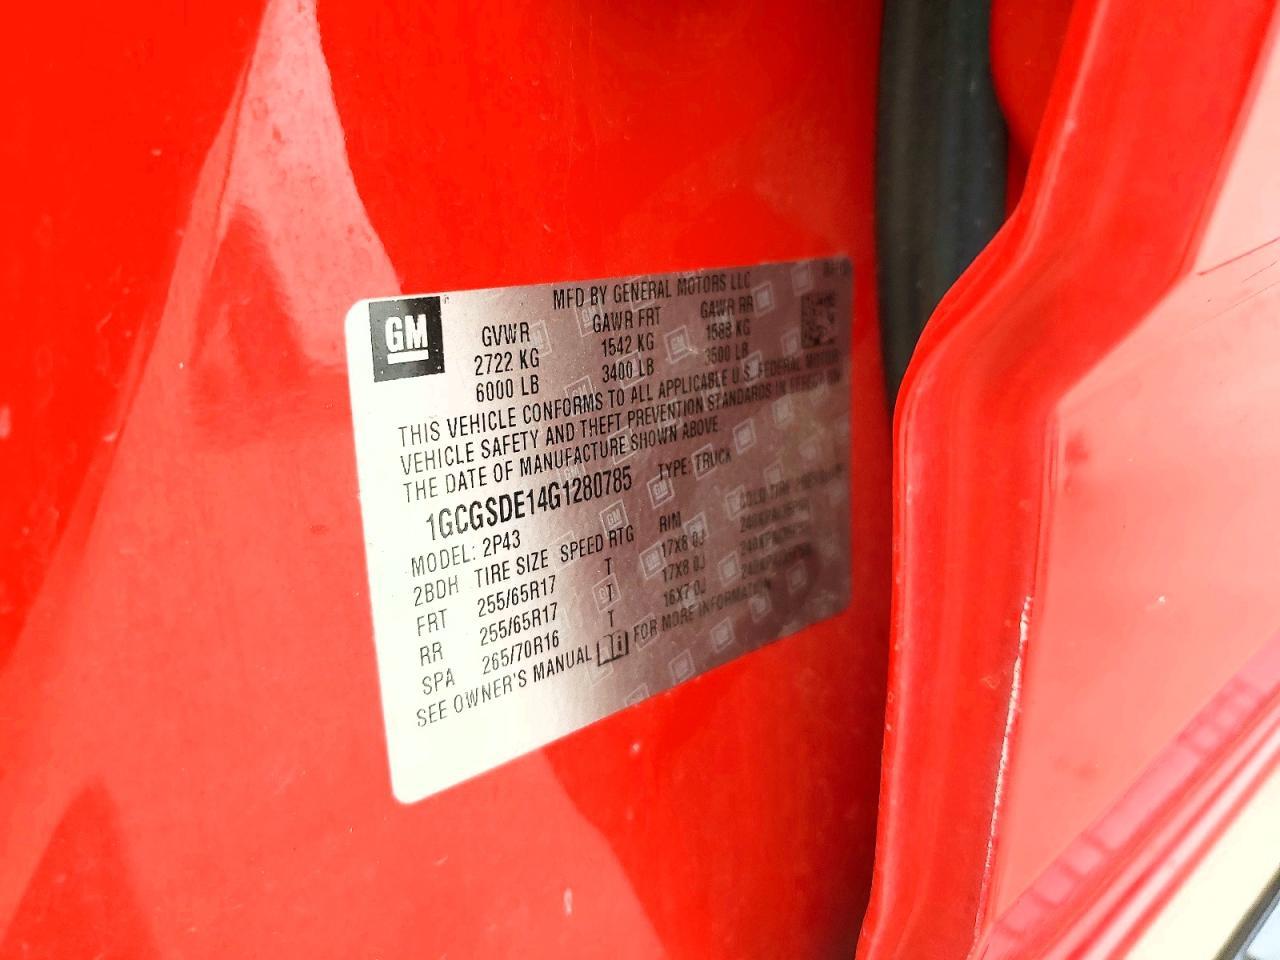 GM
MFD BY GENERAL MOTORS LLC
GVWR GAWR FRT GAWR RR
2722 KG 1542 KG 1588 KG
6000 LB 3400 LB 3500 LB
THIS VEHICLE CONFORMS TO ALL APPLICABLE U.S. FEDERAL MOTOR
VEHICLE SAFETY AND THEFT PREVENTION STANDARDS IN EFFECT ON
THE DATE OF MANUFACTURE SHOWN ABOVE.
1GCGSDE14G1280785 TYPE: TRUCK
MODEL: 2P43
2BDH TIRE SIZE SPEED RTG RIM COLD TIRE PRESSURE
FRT 255/65R17 T 17X8.0J
RR 255/65R17 T 17X8.0J
SPA 265/70R16 T 16X7.0J
SEE OWNER'S MANUAL i FOR MORE INFORMATION